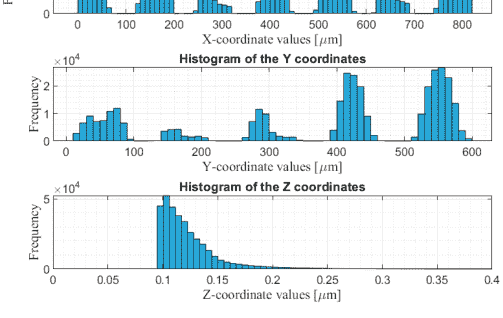 0
0 100 200 300 400 500 600 700 800
X-coordinate values [μm]
×10⁴
Histogram of the Y coordinates
Frequency
2
1
0
0 100 200 300 400 500 600
Y-coordinate values [μm]
×10⁴
Histogram of the Z coordinates
Frequency
5
0
0 0.05 0.1 0.15 0.2 0.25 0.3 0.35 0.4
Z-coordinate values [μm]